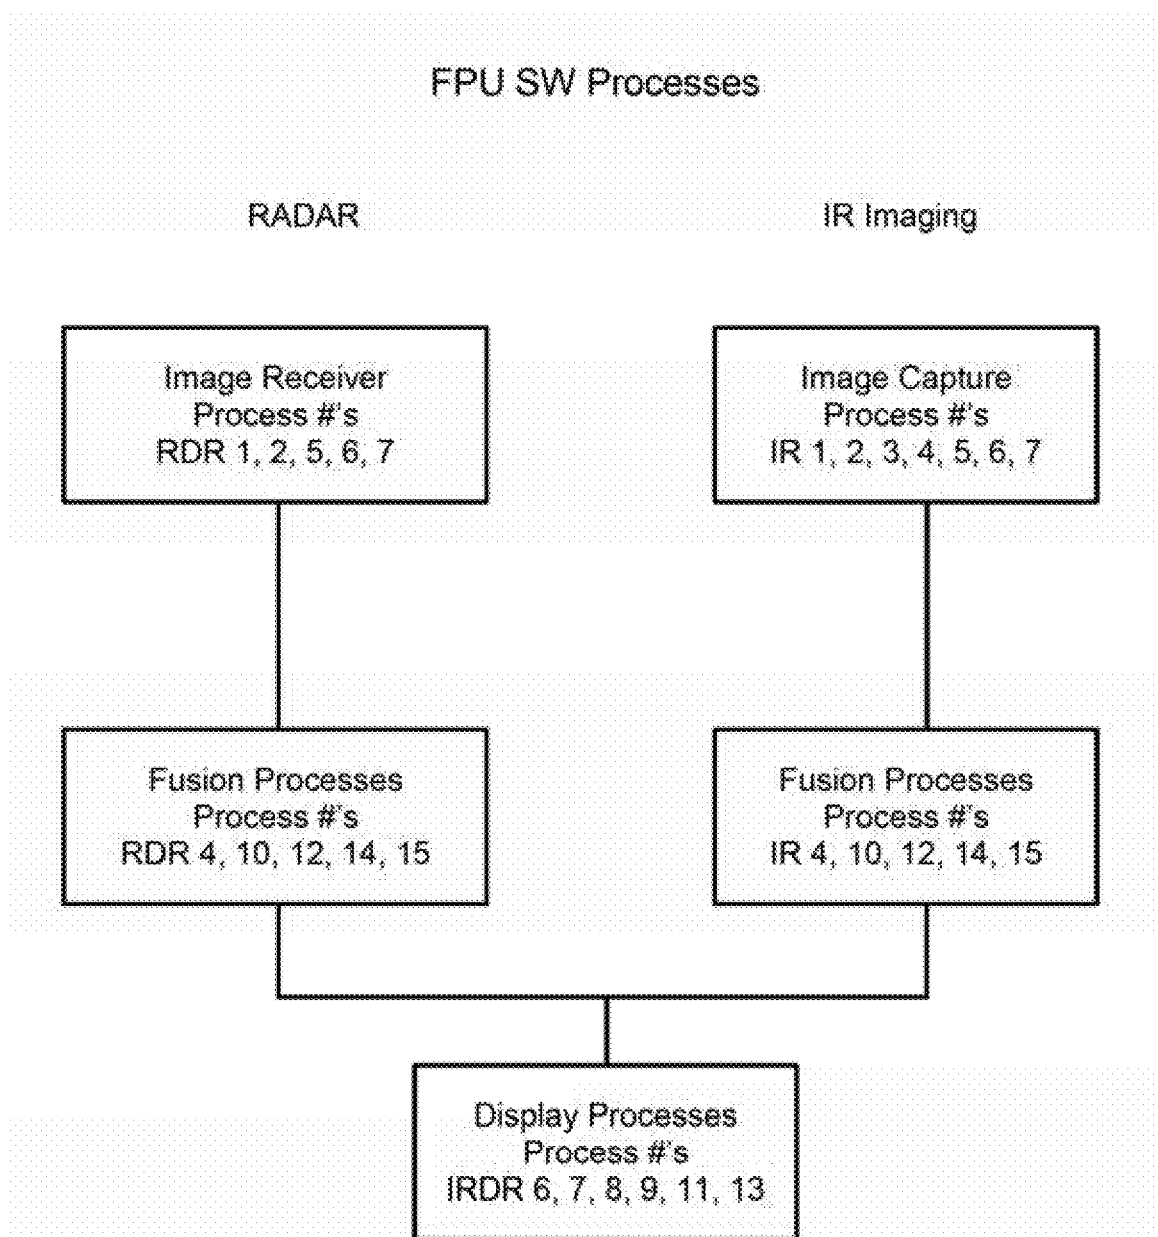 FPU SW Processes
RADAR
IR Imaging
Image Receiver
Process #'s
RDR 1, 2, 5, 6, 7
Image Capture
Process #'s
IR 1, 2, 3, 4, 5, 6, 7
Fusion Processes
Process #'s
RDR 4, 10, 12, 14, 15
Fusion Processes
Process #'s
IR 4, 10, 12, 14, 15
Display Processes
Process #'s
IRDR 6, 7, 8, 9, 11, 13